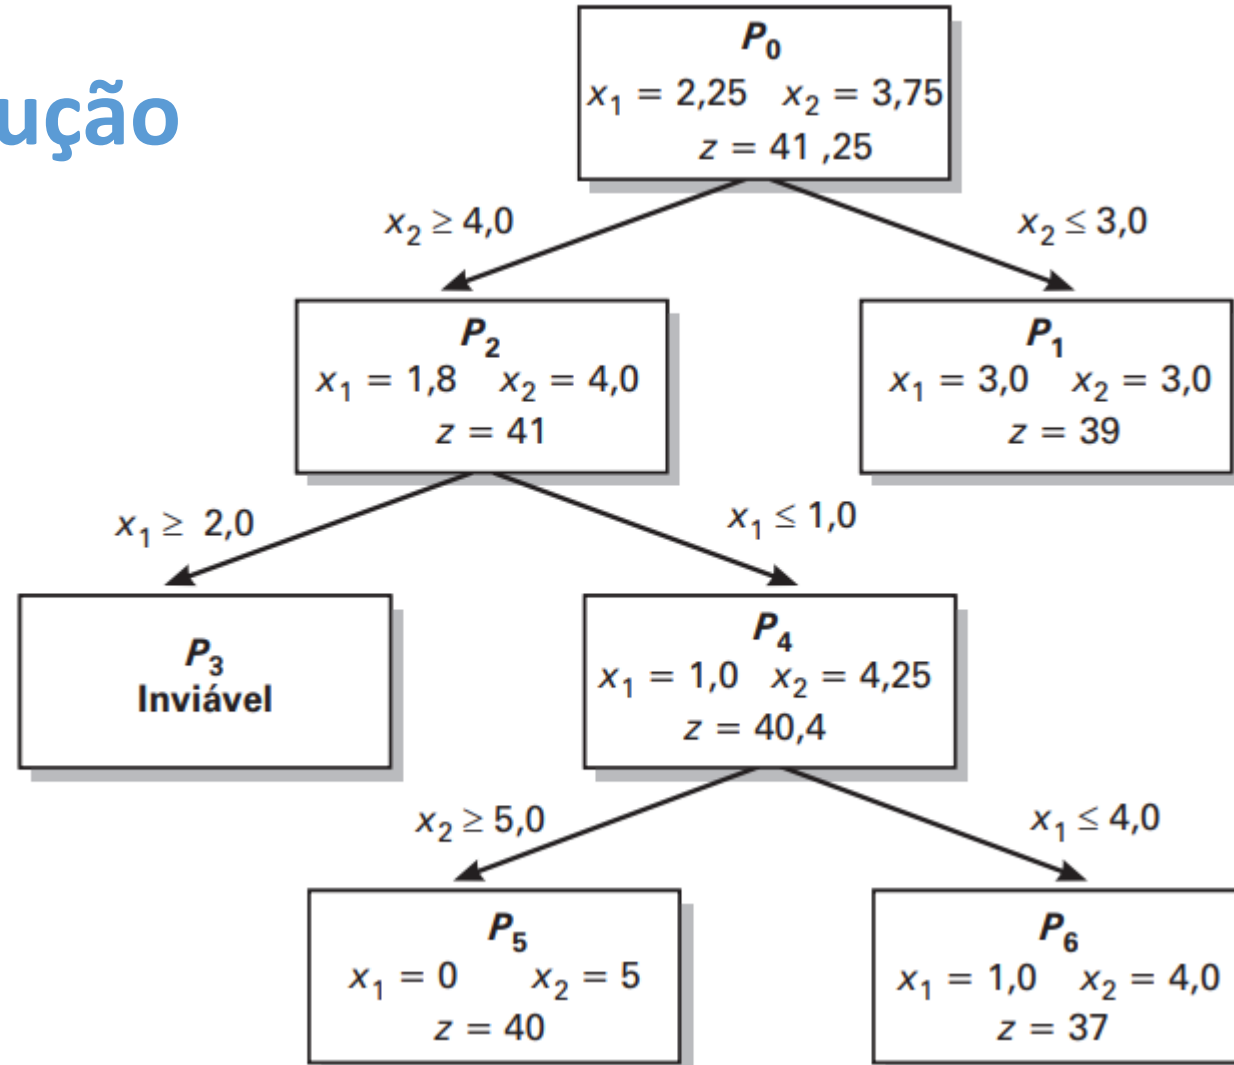 ução
P₀
x₁ = 2,25 x₂ = 3,75
z = 41 ,25
x₂ ≥ 4,0
x₂ ≤ 3,0
P₂
x₁ = 1,8 x₂ = 4,0
z = 41
P₁
x₁ = 3,0 x₂ = 3,0
z = 39
x₁ ≥ 2,0
x₁ ≤ 1,0
P₃
Inviável
P₄
x₁ = 1,0 x₂ = 4,25
z = 40,4
x₂ ≥ 5,0
x₁ ≤ 4,0
P₅
x₁ = 0 x₂ = 5
z = 40
P₆
x₁ = 1,0 x₂ = 4,0
z = 37